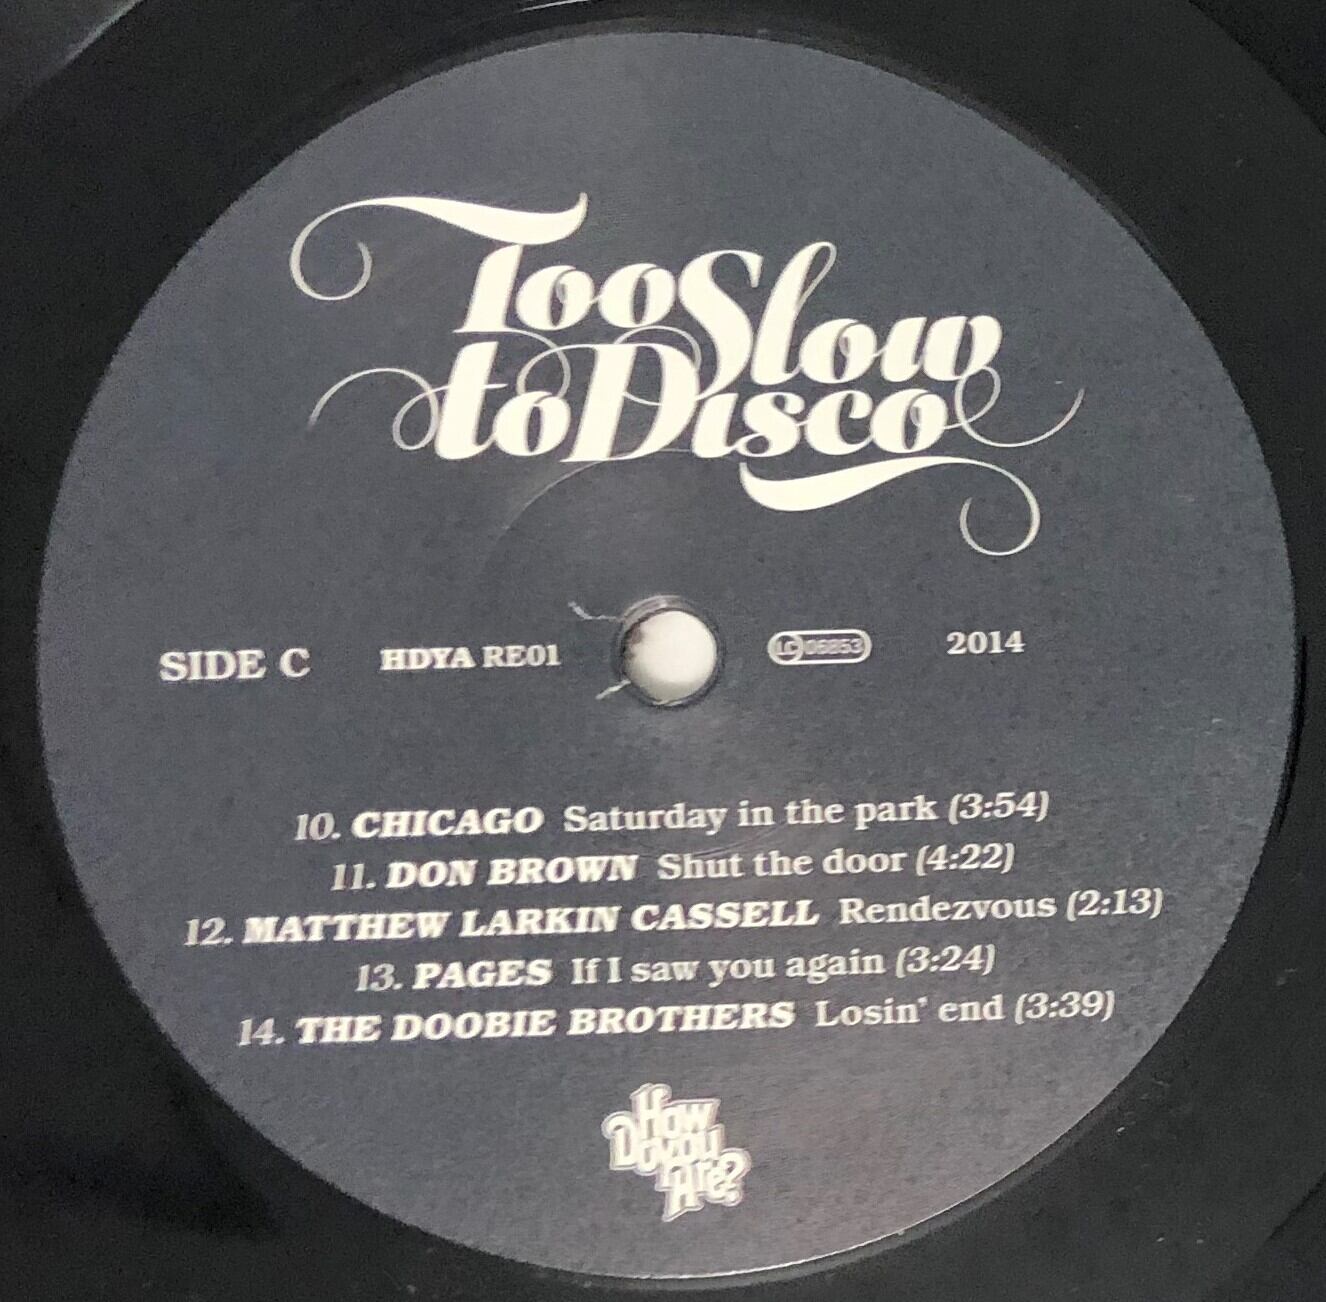 Too Slow
to Disco
SIDE C HDYA RE01 LC 06853 2014
10. CHICAGO Saturday in the park (3:54)
11. DON BROWN Shut the door (4:22)
12. MATTHEW LARKIN CASSELL Rendezvous (2:13)
13. PAGES If I saw you again (3:24)
14. THE DOOBIE BROTHERS Losin' end (3:39)
How
Do You
Are?